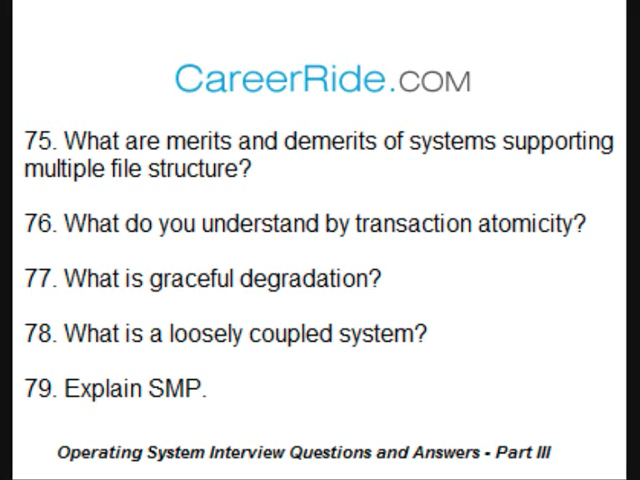 CareerRide.COM
75. What are merits and demerits of systems supporting
multiple file structure?
76. What do you understand by transaction atomicity?
77. What is graceful degradation?
78. What is a loosely coupled system?
79. Explain SMP.
Operating System Interview Questions and Answers - Part III